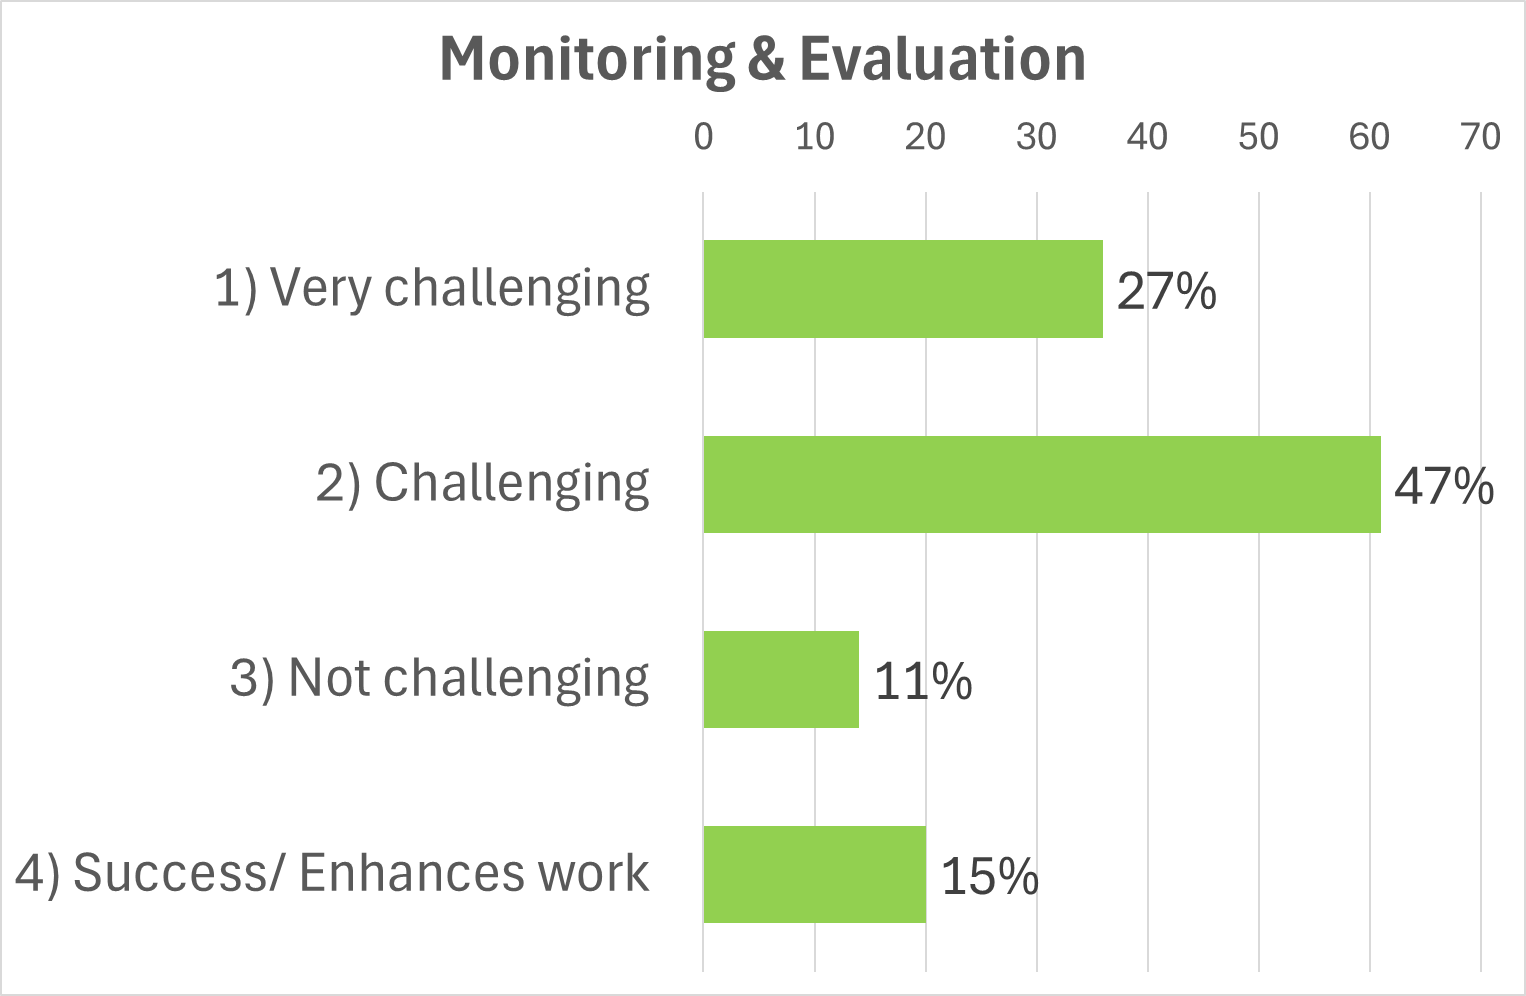 Monitoring & Evaluation
0 10 20 30 40 50 60 70
1) Very challenging 27%
2) Challenging 47%
3) Not challenging 11%
4) Success/ Enhances work 15%